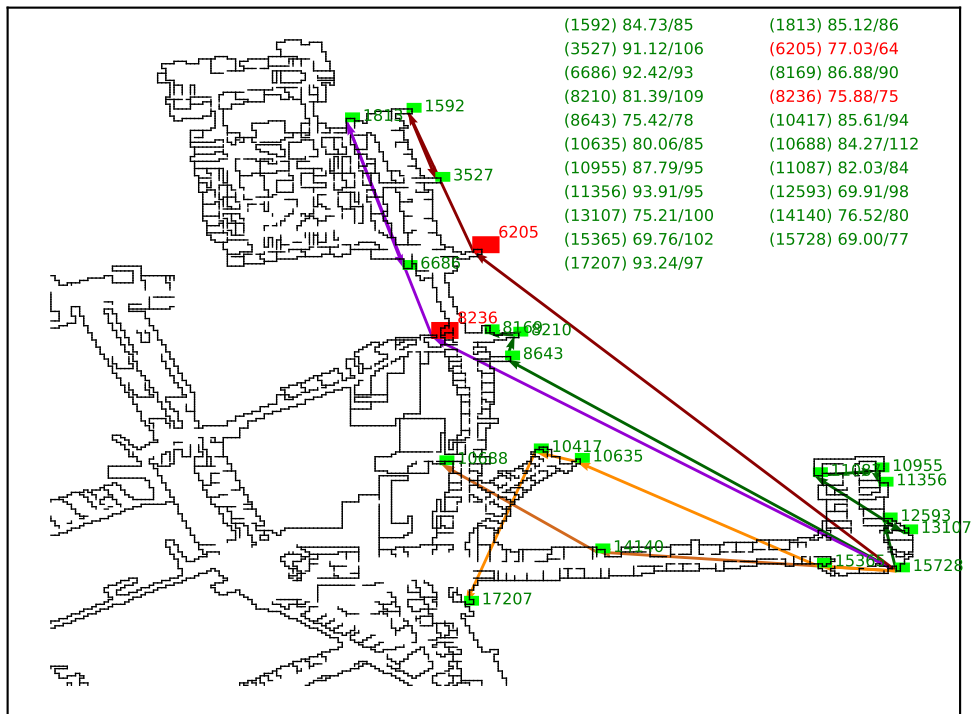 (1592) 84.73/85 (1813) 85.12/86
(3527) 91.12/106 (6205) 77.03/64
(6686) 92.42/93 (8169) 86.88/90
(8210) 81.39/109 (8236) 75.88/75
(8643) 75.42/78 (10417) 85.61/94
(10635) 80.06/85 (10688) 84.27/112
(10955) 87.79/95 (11087) 82.03/84
(11356) 93.91/95 (12593) 69.91/98
(13107) 75.21/100 (14140) 76.52/80
(15365) 69.76/102 (15728) 69.00/77
(17207) 93.24/97
1592
1813
3527
6205
6686
8236
8169
8210
8643
10417
10635
10688
10955
11087
11356
12593
13107
14140
15365
15728
17207